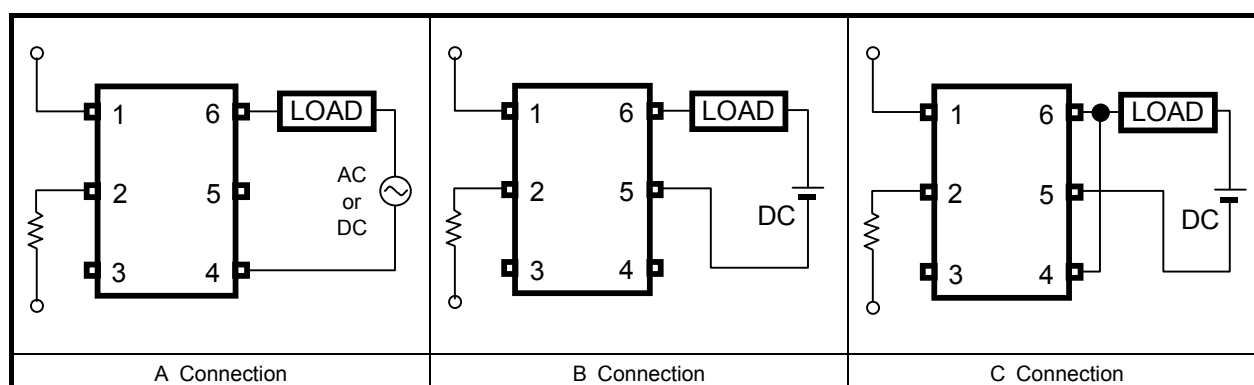 1 6 LOAD
2 5 AC or DC
3 4
A Connection
1 6 LOAD
2 5 DC
3 4
B Connection
1 6 LOAD
2 5 DC
3 4
C Connection